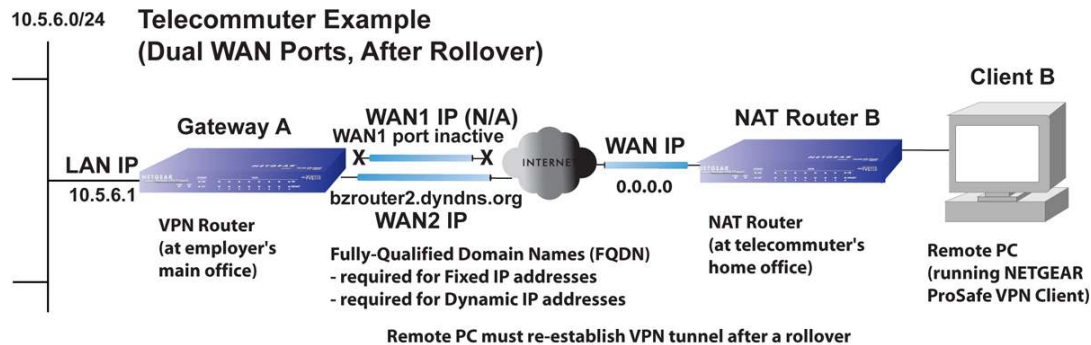 10.5.6.0/24
Telecommuter Example
(Dual WAN Ports, After Rollover)
Client B
Gateway A
WAN1 IP (N/A)
WAN1 port inactive
X
X
INTERNET
WAN IP
NAT Router B
LAN IP
10.5.6.1
NETGEAR
NETGEAR
bzrouter2.dyndns.org
WAN2 IP
0.0.0.0
NETGEAR
NETGEAR
VPN Router
(at employer's
main office)
Fully-Qualified Domain Names (FQDN)
- required for Fixed IP addresses
- required for Dynamic IP addresses
NAT Router
(at telecommuter's
home office)
Remote PC
(running NETGEAR
ProSafe VPN Client)
Remote PC must re-establish VPN tunnel after a rollover